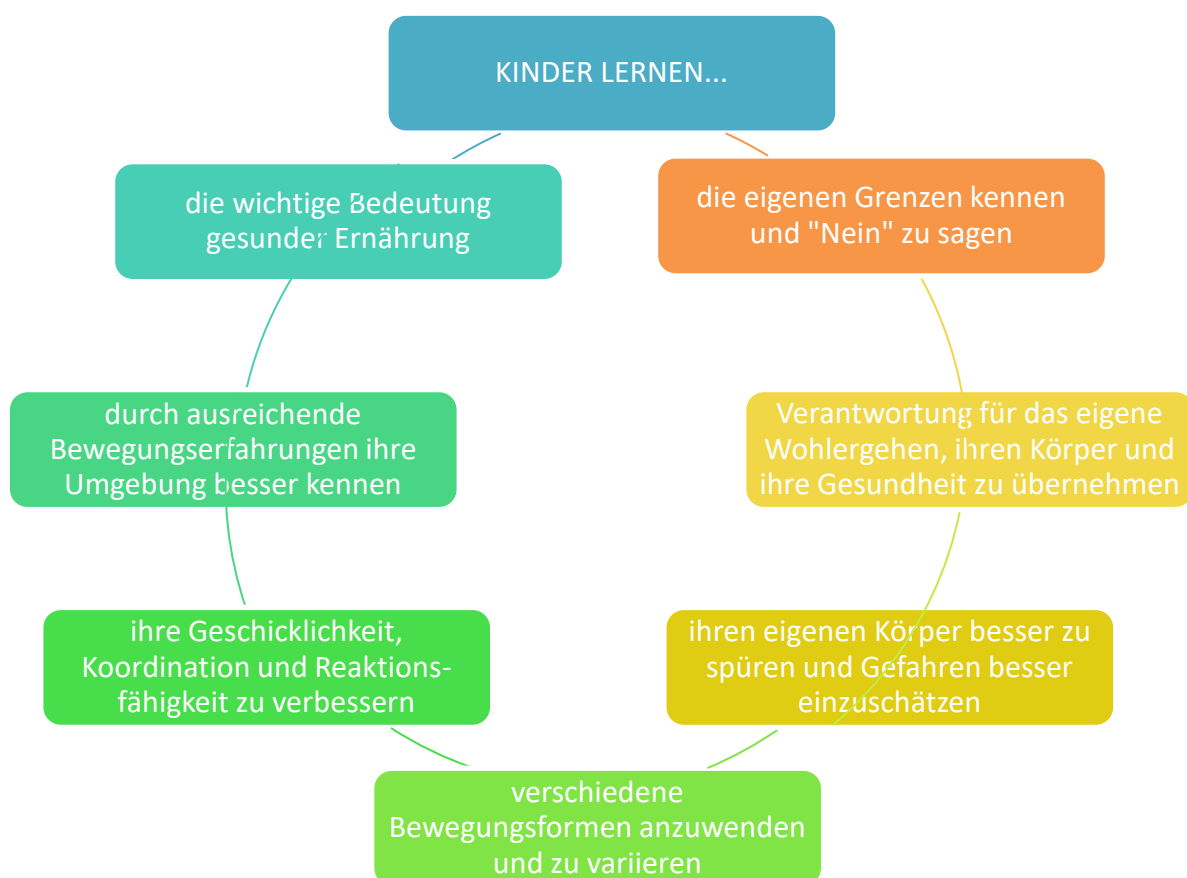 KINDER LERNEN...
die eigenen Grenzen kennen
und "Nein" zu sagen
Verantwortung für das eigene
Wohlergehen, ihren Körper und
ihre Gesundheit zu übernehmen
ihren eigenen Körper besser zu
spüren und Gefahren besser
einzuschätzen
verschiedene
Bewegungsformen anzuwenden
und zu variieren
ihre Geschicklichkeit,
Koordination und Reaktions-
fähigkeit zu verbessern
durch ausreichende
Bewegungserfahrungen ihre
Umgebung besser kennen
die wichtige Bedeutung
gesunder Ernährung